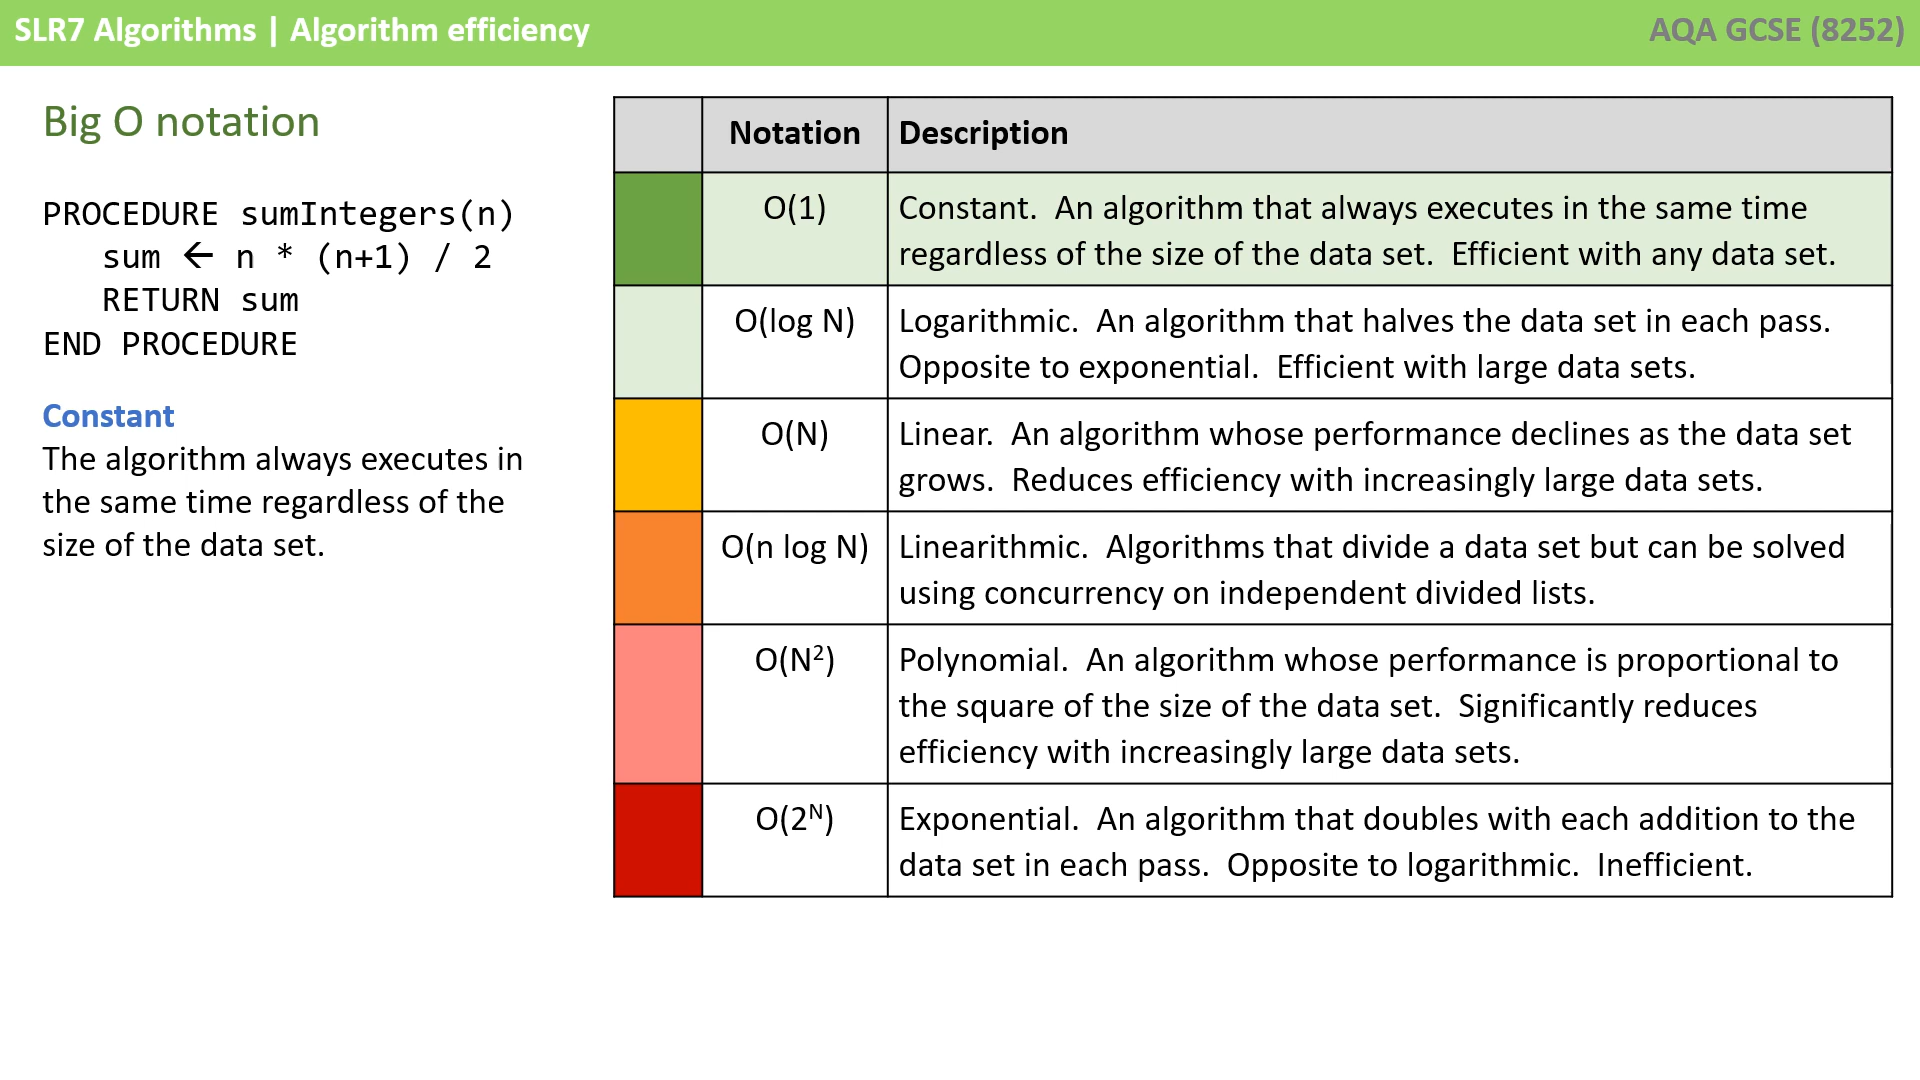 SLR7 Algorithms | Algorithm efficiency
AQA GCSE (8252)
Big O notation
PROCEDURE sumIntegers(n)
sum ← n * (n+1) / 2
RETURN sum
END PROCEDURE
Constant
The algorithm always executes in
the same time regardless of the
size of the data set.
Notation Description
O(1) Constant. An algorithm that always executes in the same time
regardless of the size of the data set. Efficient with any data set.
O(log N) Logarithmic. An algorithm that halves the data set in each pass.
Opposite to exponential. Efficient with large data sets.
O(N) Linear. An algorithm whose performance declines as the data set
grows. Reduces efficiency with increasingly large data sets.
O(n log N) Linearithmic. Algorithms that divide a data set but can be solved
using concurrency on independent divided lists.
O(N²) Polynomial. An algorithm whose performance is proportional to
the square of the size of the data set. Significantly reduces
efficiency with increasingly large data sets.
O(2ᴺ) Exponential. An algorithm that doubles with each addition to the
data set in each pass. Opposite to logarithmic. Inefficient.